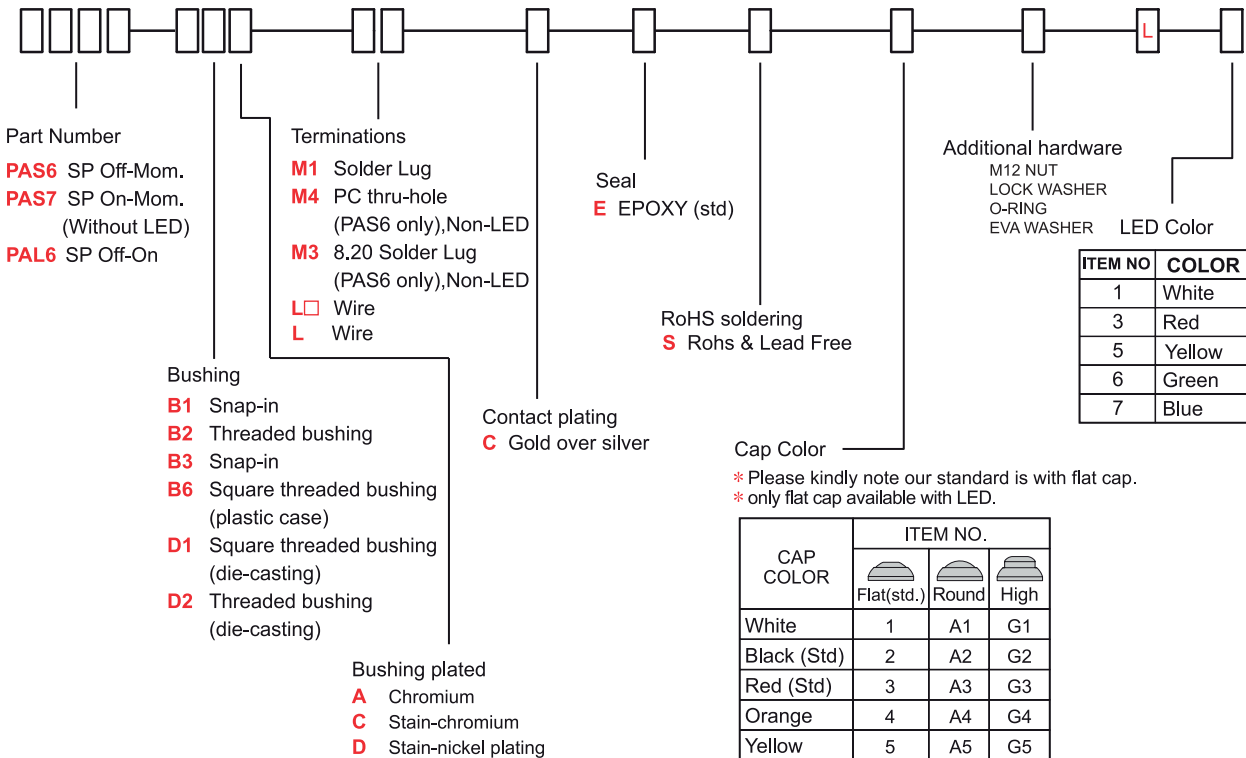 L
Part Number
PAS6 SP Off-Mom.
PAS7 SP On-Mom.
(Without LED)
PAL6 SP Off-On
Terminations
M1 Solder Lug
M4 PC thru-hole
(PAS6 only),Non-LED
M3 8.20 Solder Lug
(PAS6 only),Non-LED
L□ Wire
L Wire
Seal
E EPOXY (std)
Additional hardware
M12 NUT
LOCK WASHER
O-RING
EVA WASHER
LED Color
ITEM NO COLOR
1 White
3 Red
5 Yellow
6 Green
7 Blue
RoHS soldering
S Rohs & Lead Free
Bushing
B1 Snap-in
B2 Threaded bushing
B3 Snap-in
B6 Square threaded bushing
(plastic case)
D1 Square threaded bushing
(die-casting)
D2 Threaded bushing
(die-casting)
Contact plating
C Gold over silver
Cap Color
* Please kindly note our standard is with flat cap.
* only flat cap available with LED.
CAP COLOR ITEM NO.
Flat(std.) Round High
White 1 A1 G1
Black (Std) 2 A2 G2
Red (Std) 3 A3 G3
Orange 4 A4 G4
Yellow 5 A5 G5
Bushing plated
A Chromium
C Stain-chromium
D Stain-nickel plating